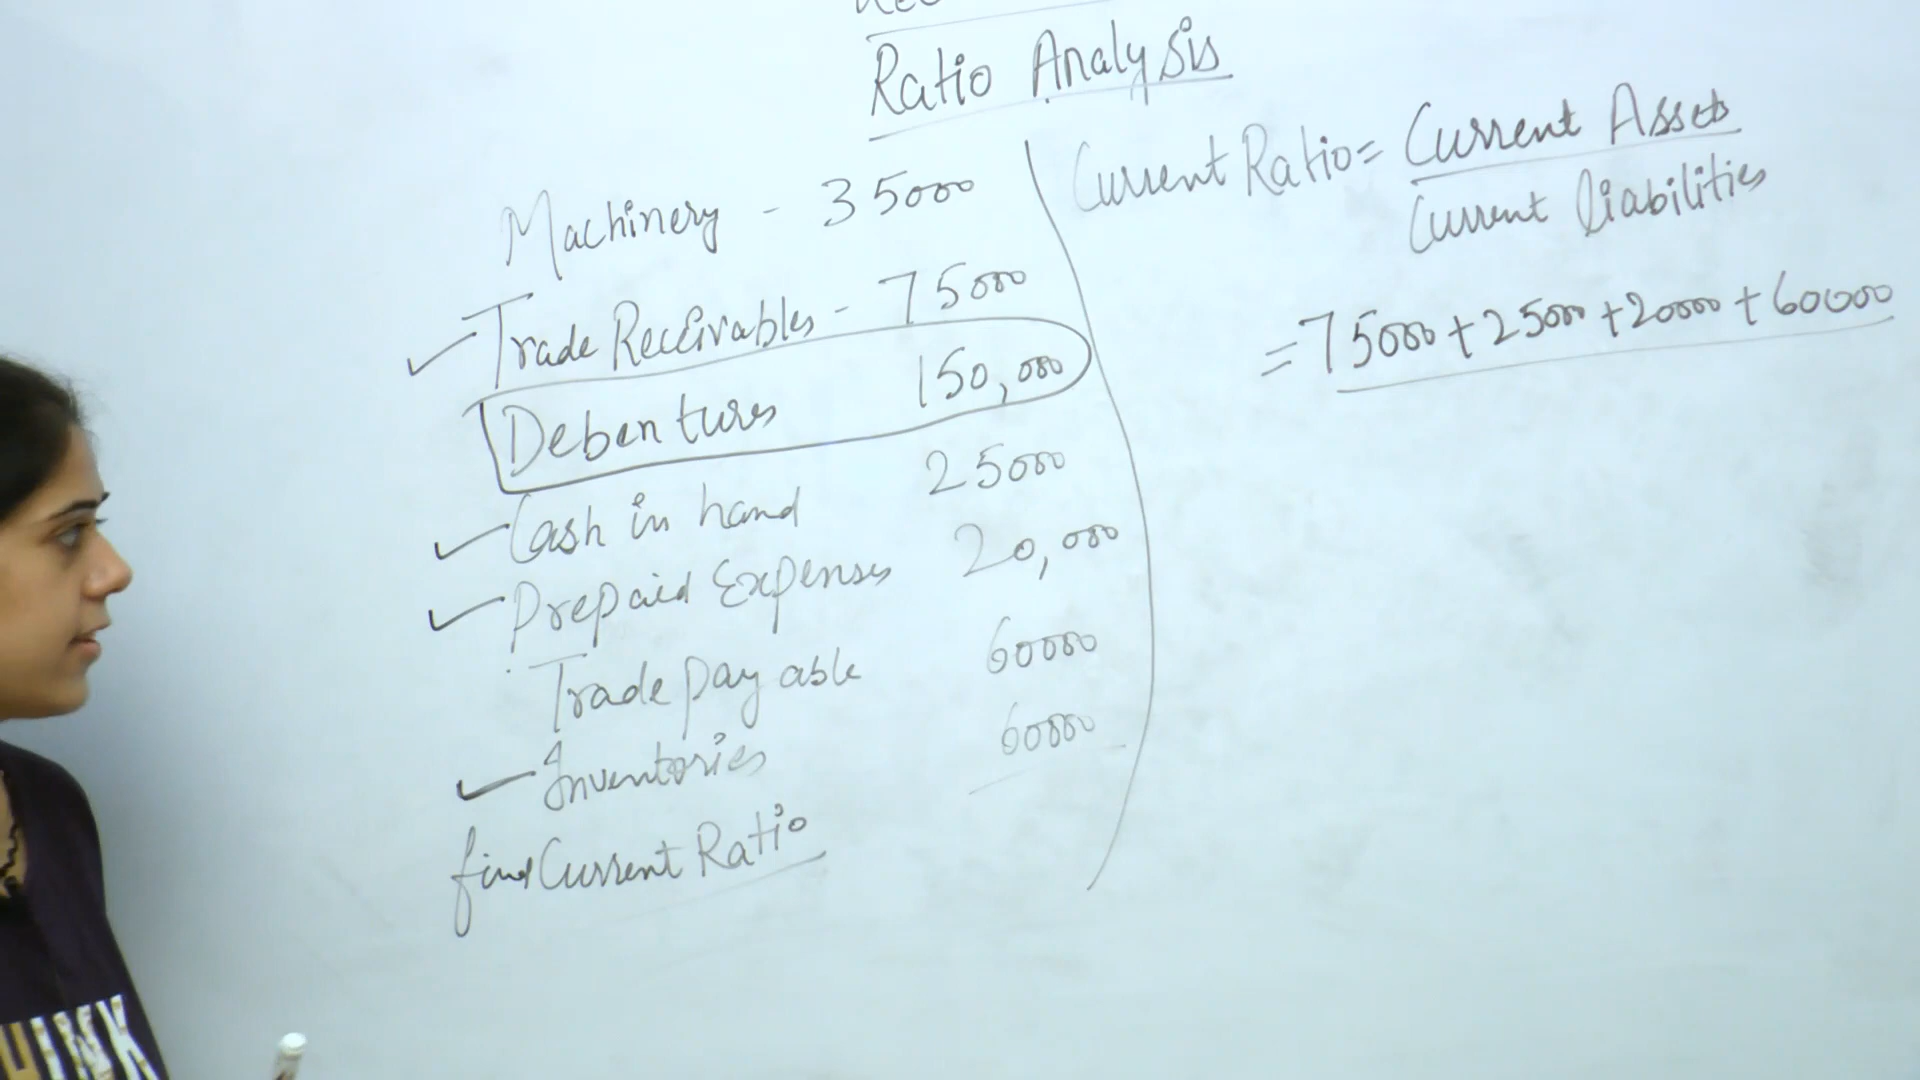 Ratio Analysis
Machinery - 35000
Trade Receivables - 75000
Debentures 150,000
Cash in hand 25000
Prepaid Expenses 20,000
Trade payable 60000
Inventories 60000
find Current Ratio
Current Ratio = Current Assets
Current liabilities
= 75000 + 25000 + 20000 + 60000